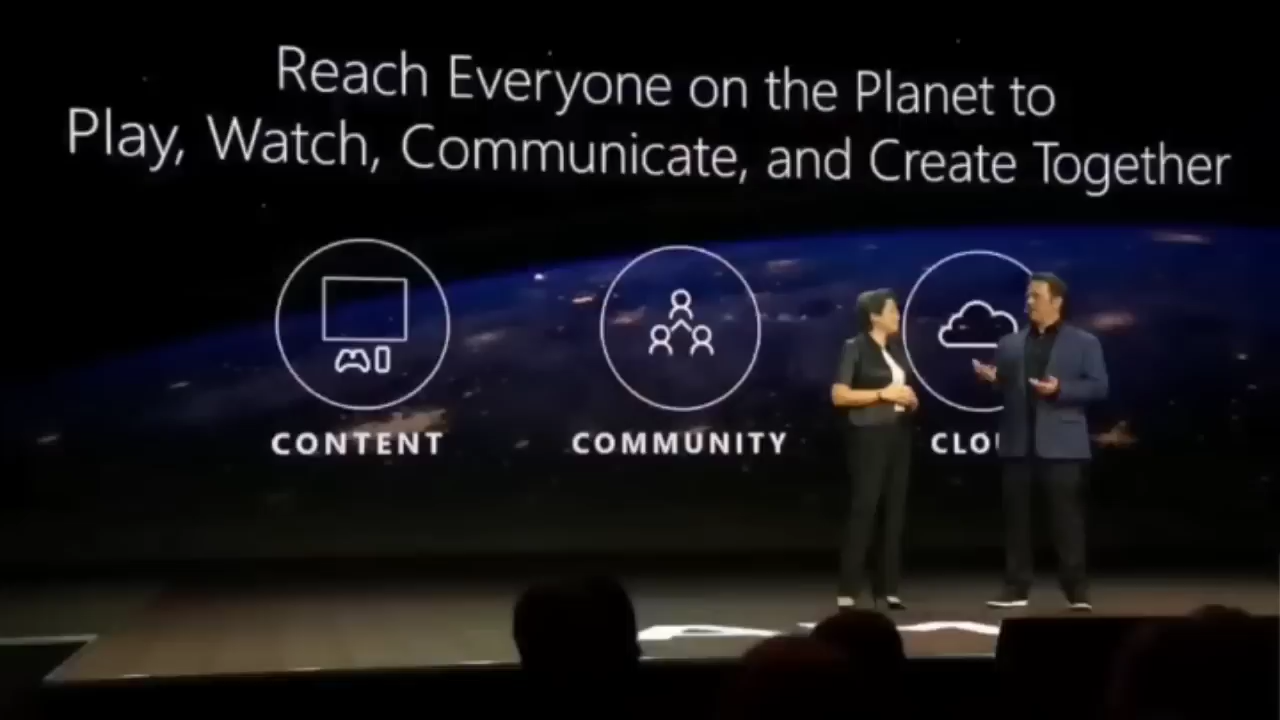 Reach Everyone on the Planet to
Play, Watch, Communicate, and Create Together
CONTENT
COMMUNITY